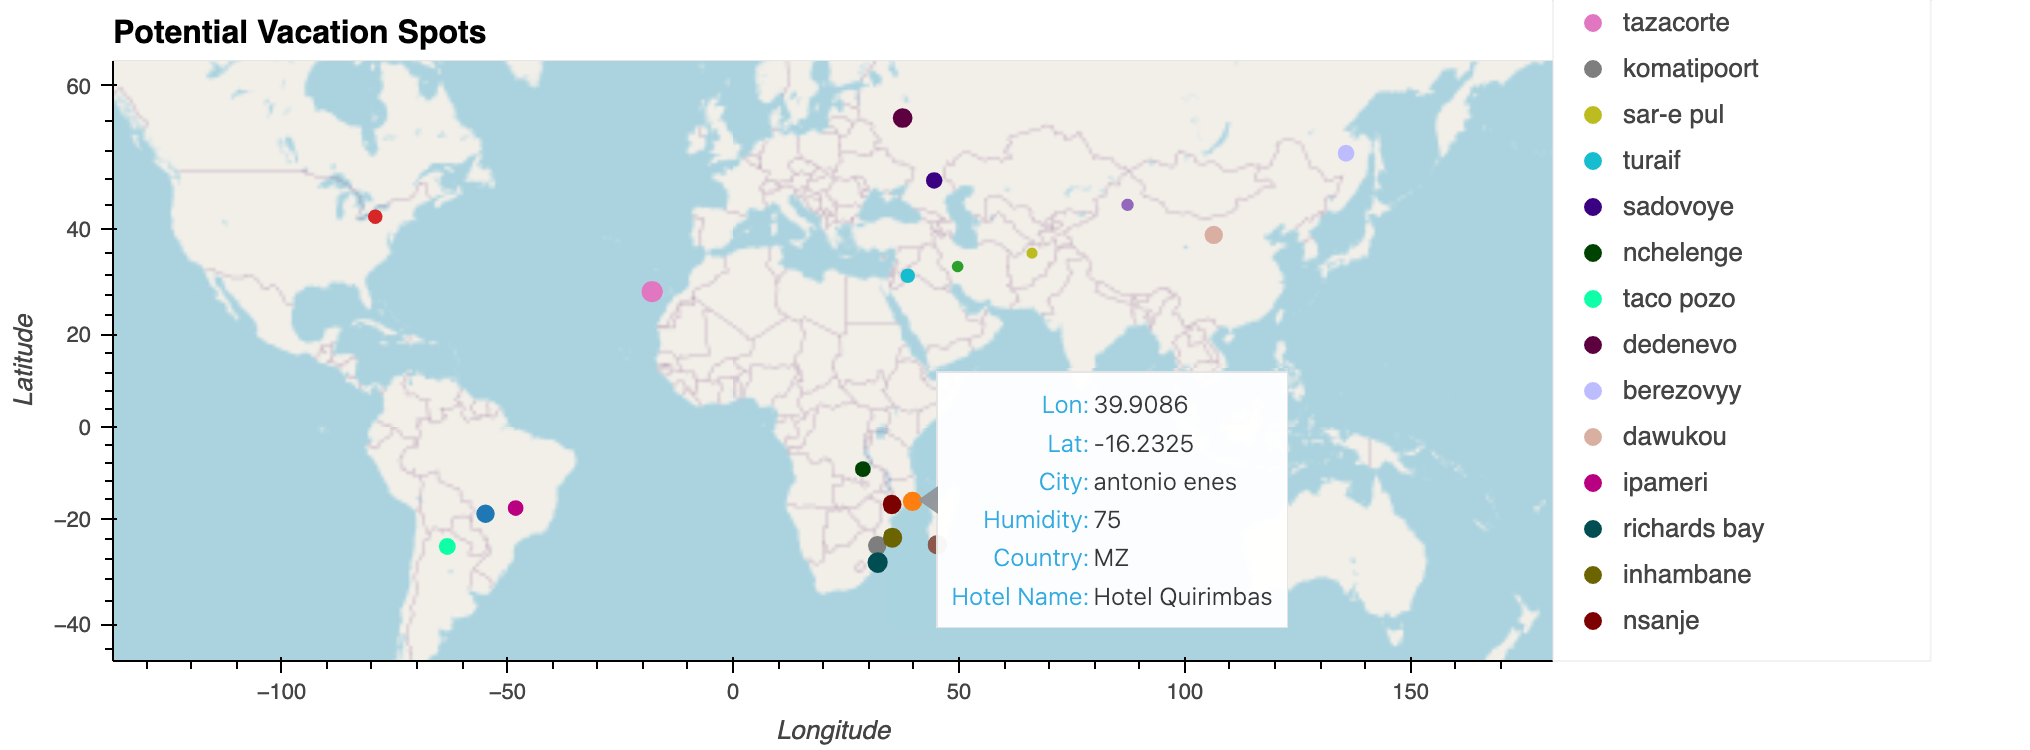 Potential Vacation Spots
60
40
20
0
−20
−40
Latitude
−100
−50
0
50
100
150
Longitude
Lon: 39.9086
Lat: -16.2325
City: antonio enes
Humidity: 75
Country: MZ
Hotel Name: Hotel Quirimbas
tazacorte
komatipoort
sar-e pul
turaif
sadovoye
nchelenge
taco pozo
dedenevo
berezovyy
dawukou
ipameri
richards bay
inhambane
nsanje